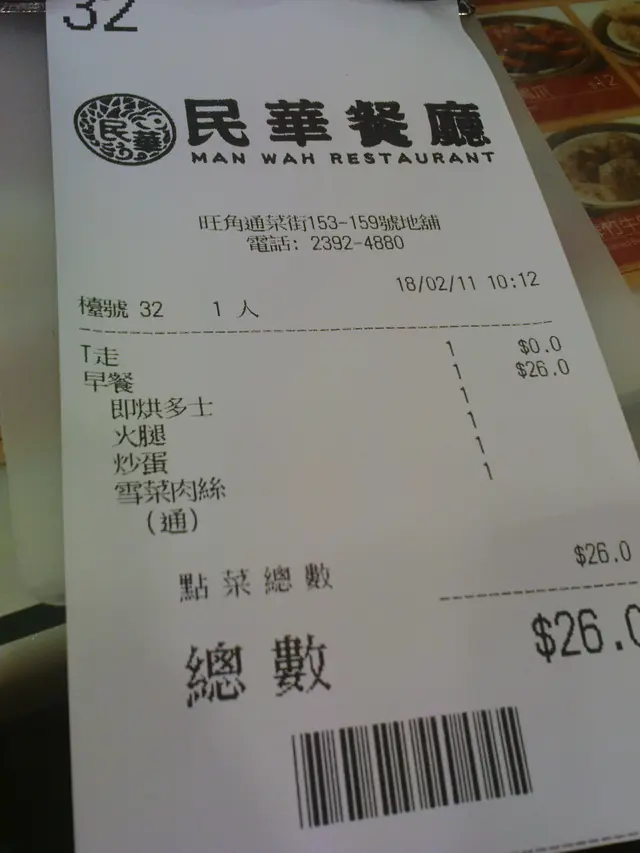 32
民華
民華餐廳
MAN WAH RESTAURANT
旺角通菜街153-159號地舖
電話: 2392-4880
18/02/11 10:12
檯號 32 1 人
T走 1 $0.0
早餐 1 $26.0
即烘多士 1
火腿 1
炒蛋 1
雪菜肉絲 1
(通)
點菜總數 $26.0
總數 $26.0